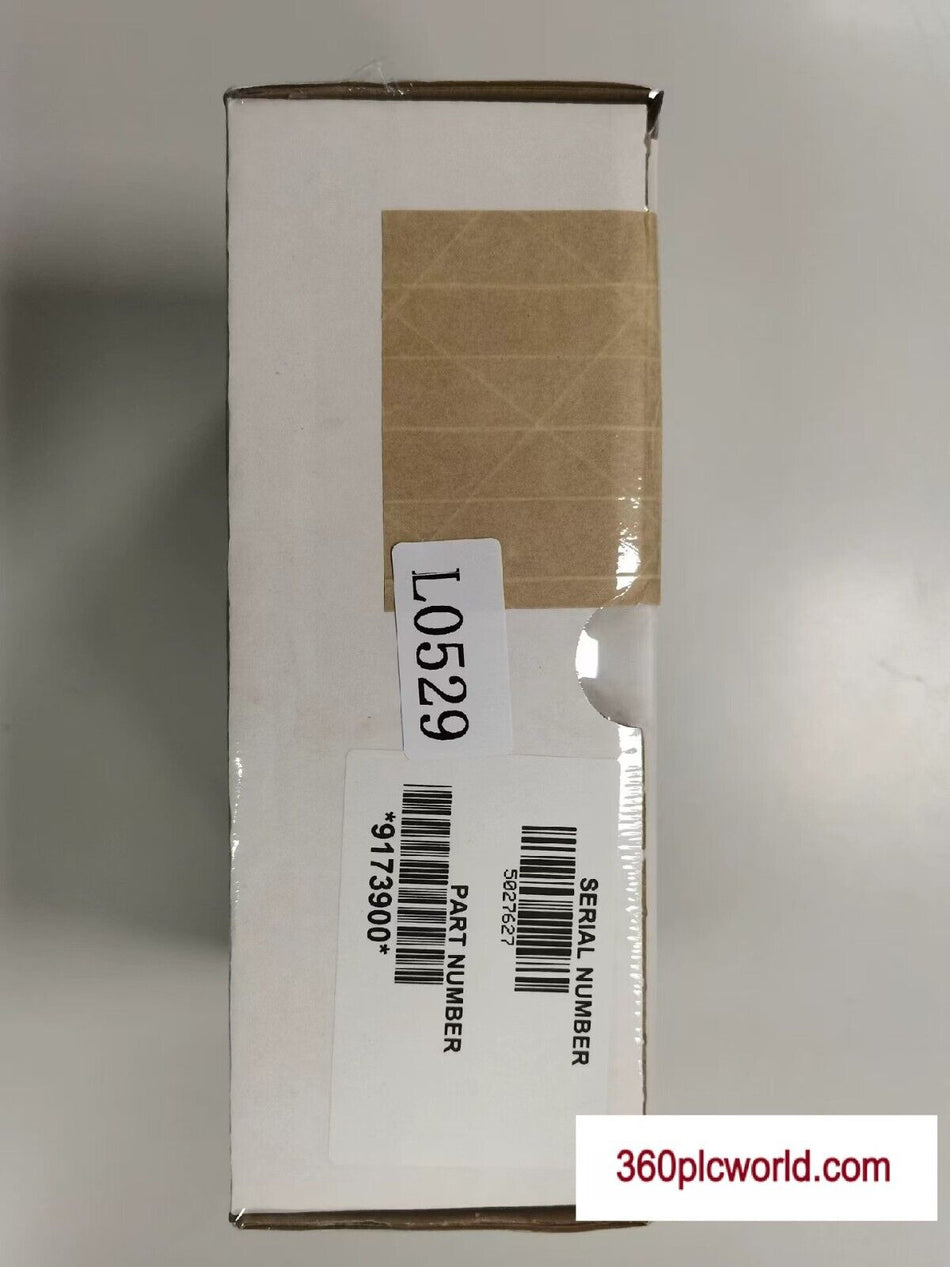 L0529
SERIAL NUMBER
5027627
PART NUMBER
*9173900*
360plcworld.com